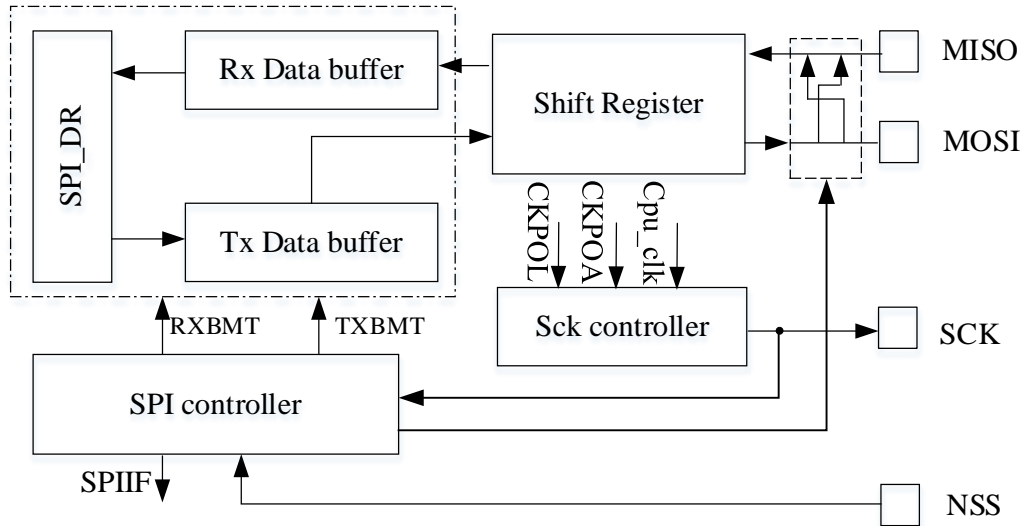 Rx Data buffer
SPI_DR
Tx Data buffer
Shift Register
MISO
MOSI
CKPOL
CKPOA
Cpu_clk
Sck controller
SCK
RXBMT
TXBMT
SPI controller
SPIIF
NSS